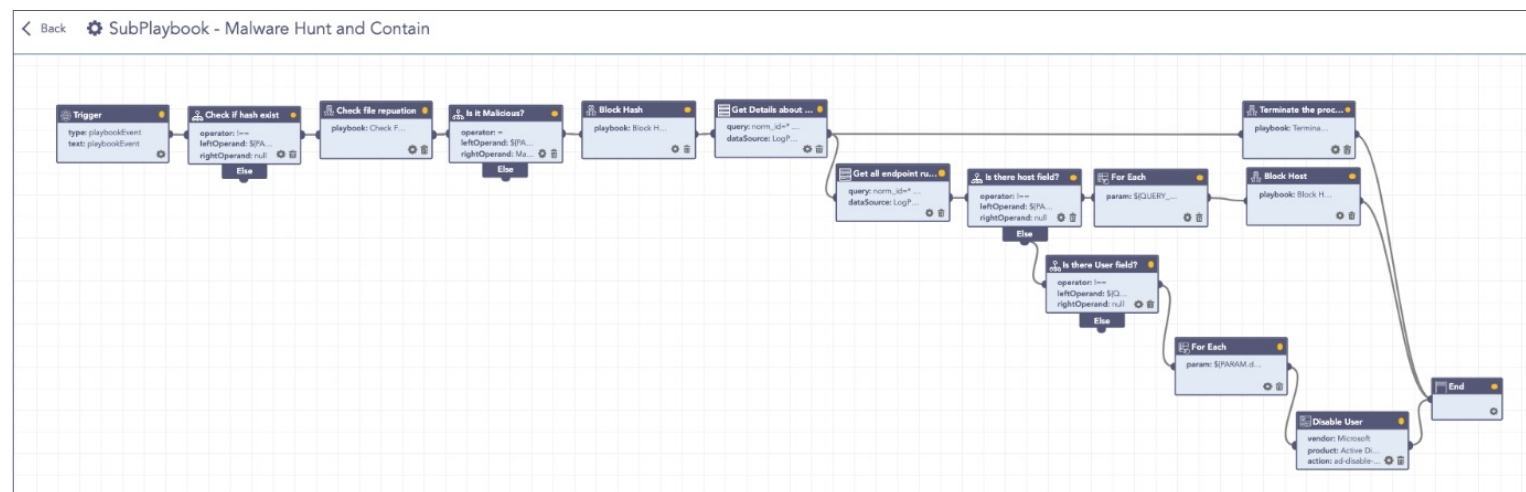 Back
SubPlaybook - Malware Hunt and Contain
Trigger
type: playbookEvent
text: playbookEvent
Check if hash exist
operator: !==
leftOperand: ${PA...
rightOperand: null
Else
Check file repuation
playbook: Check F...
Is it Malicious?
operator: =
leftOperand: ${PA...
rightOperand: Ma...
Else
Block Hash
playbook: Block H...
Get Details about ...
query: norm_id=* ...
dataSource: LogP...
Terminate the proc...
playbook: Termina...
Get all endpoint ru...
query: norm_id=* ...
dataSource: LogP...
Is there host field?
operator: !==
leftOperand: ${PA...
rightOperand: null
Else
For Each
param: ${QUERY_...
Block Host
playbook: Block H...
Is there User field?
operator: !==
leftOperand: ${Q...
rightOperand: null
Else
For Each
param: ${PARAM.d...
Disable User
vendor: Microsoft
product: Active Di...
action: ad-disable-...
End